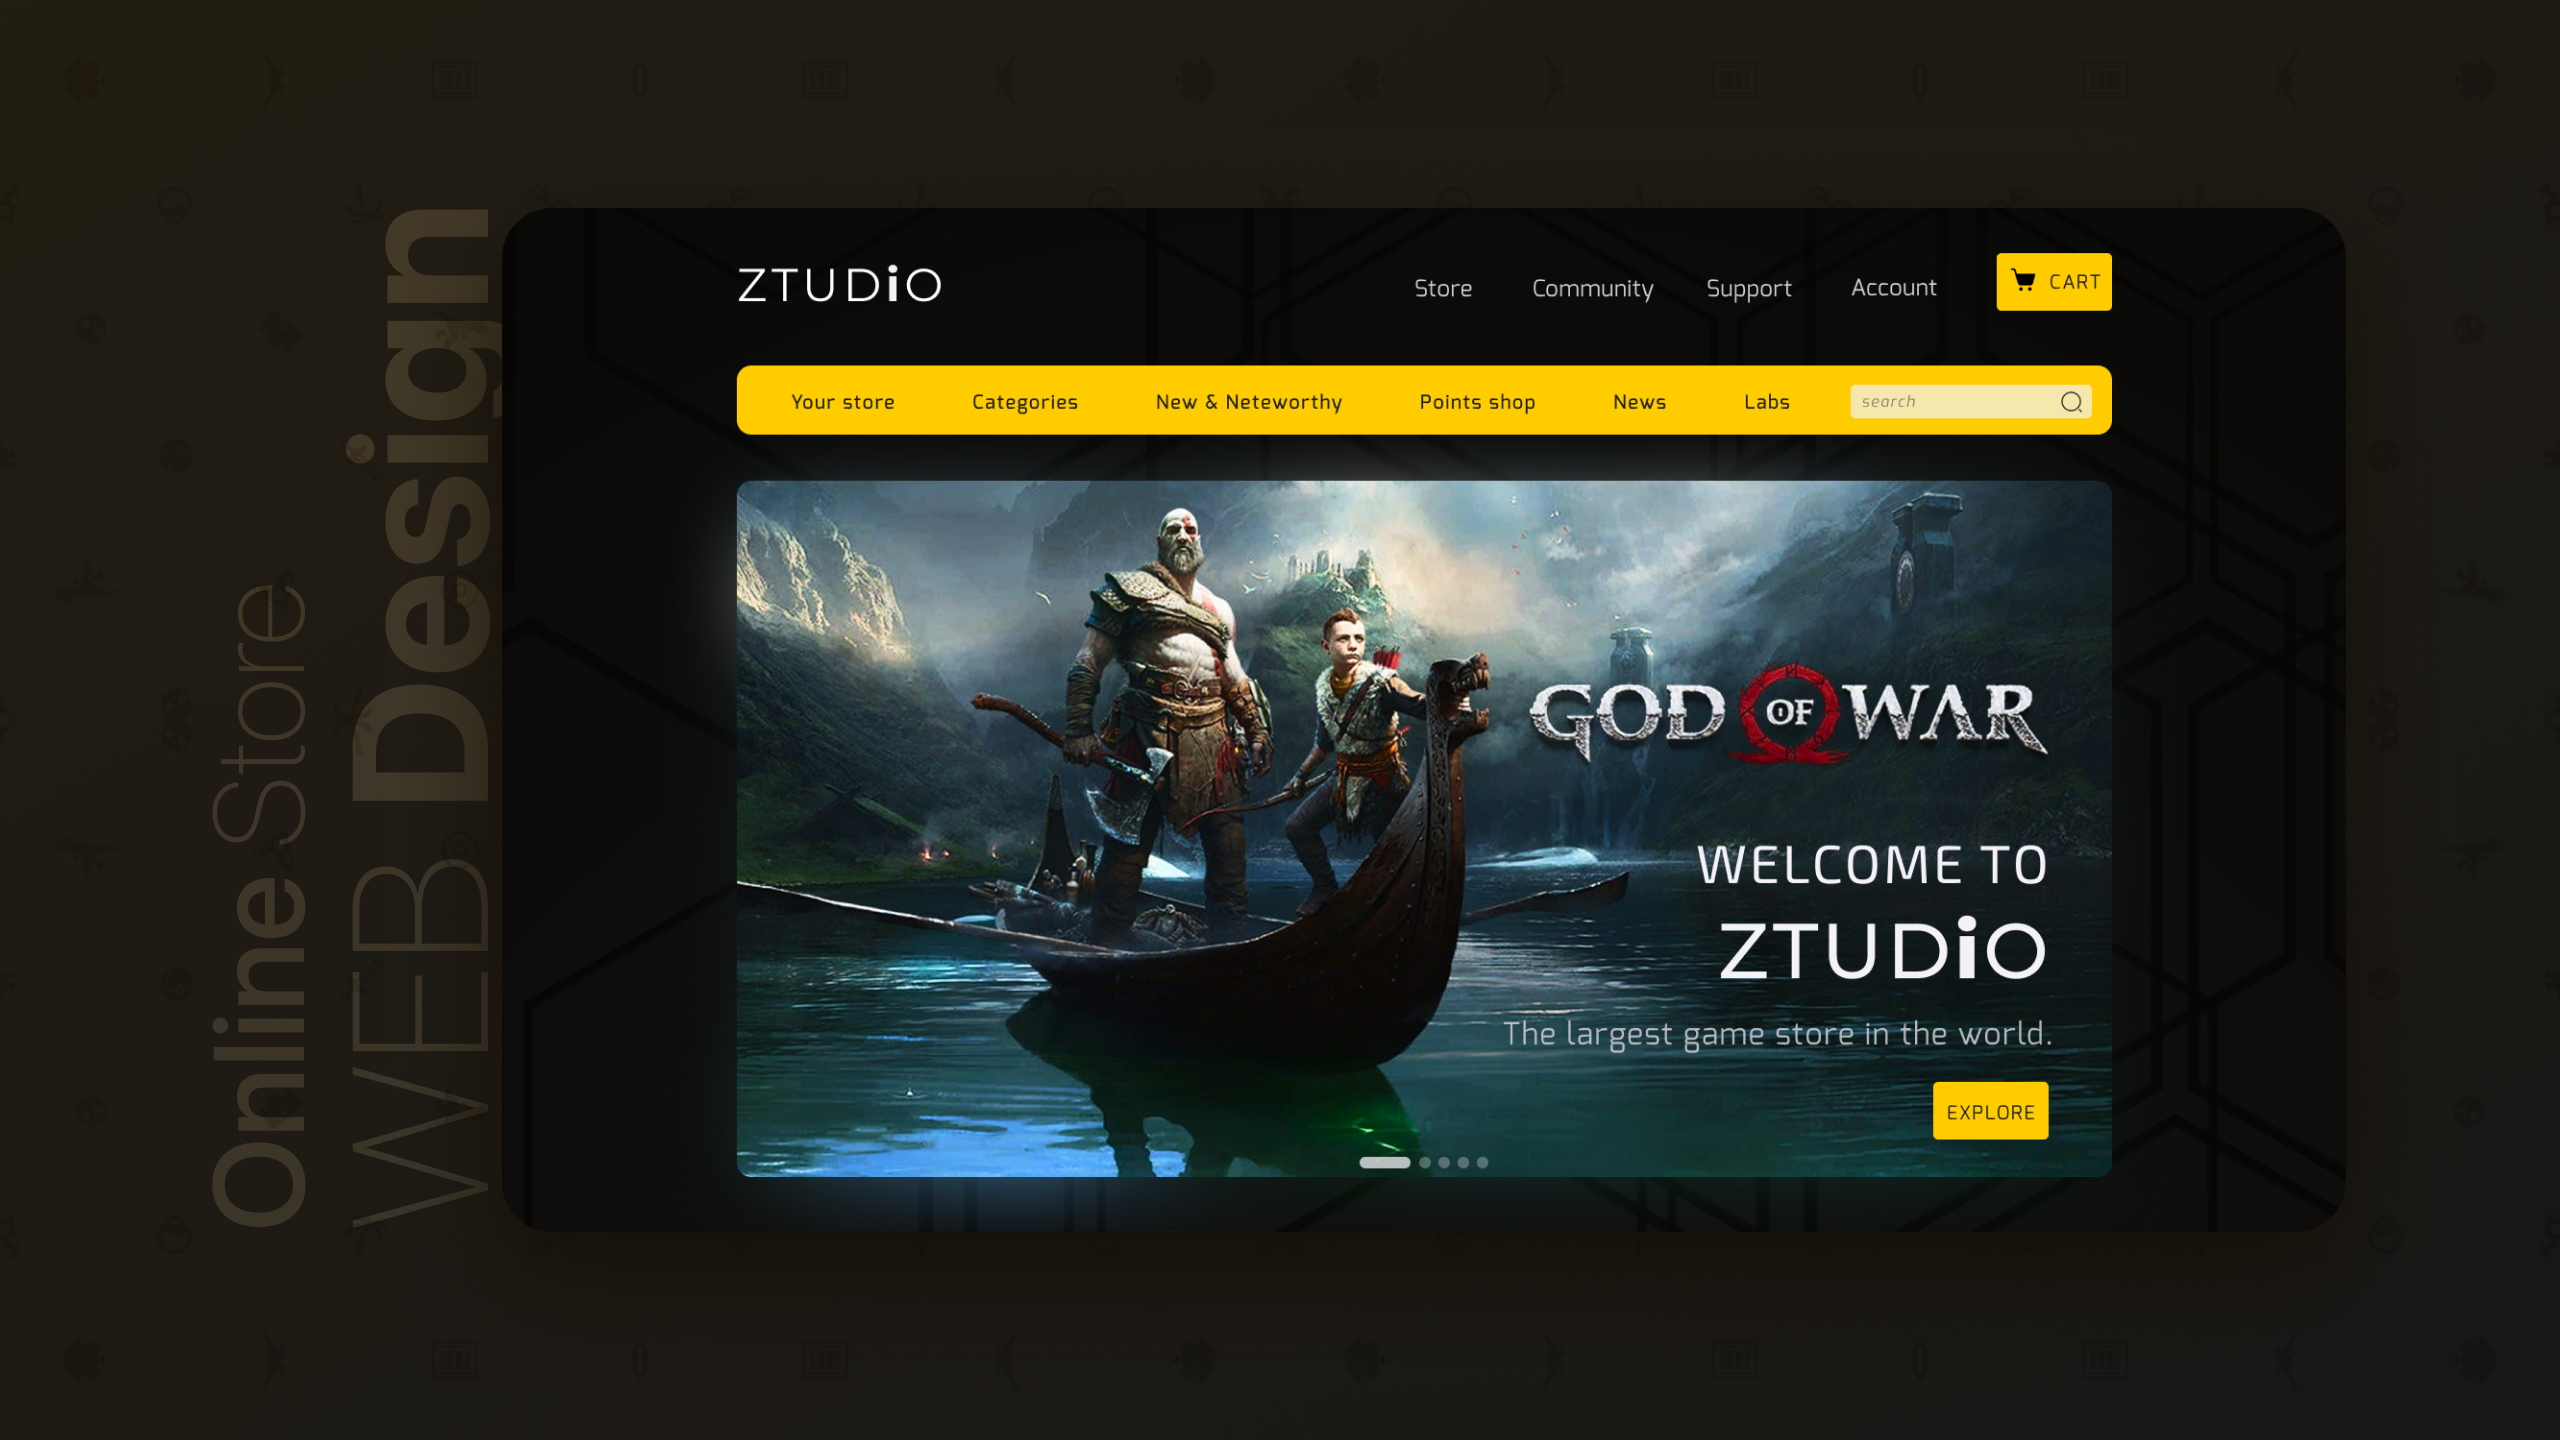 Online Store
WEB Design
ZTUDiO
Store Community Support Account CART
Your store Categories New & Neteworthy Points shop News Labs search
GOD OF WAR
WELCOME TO
ZTUDiO
The largest game store in the world.
EXPLORE